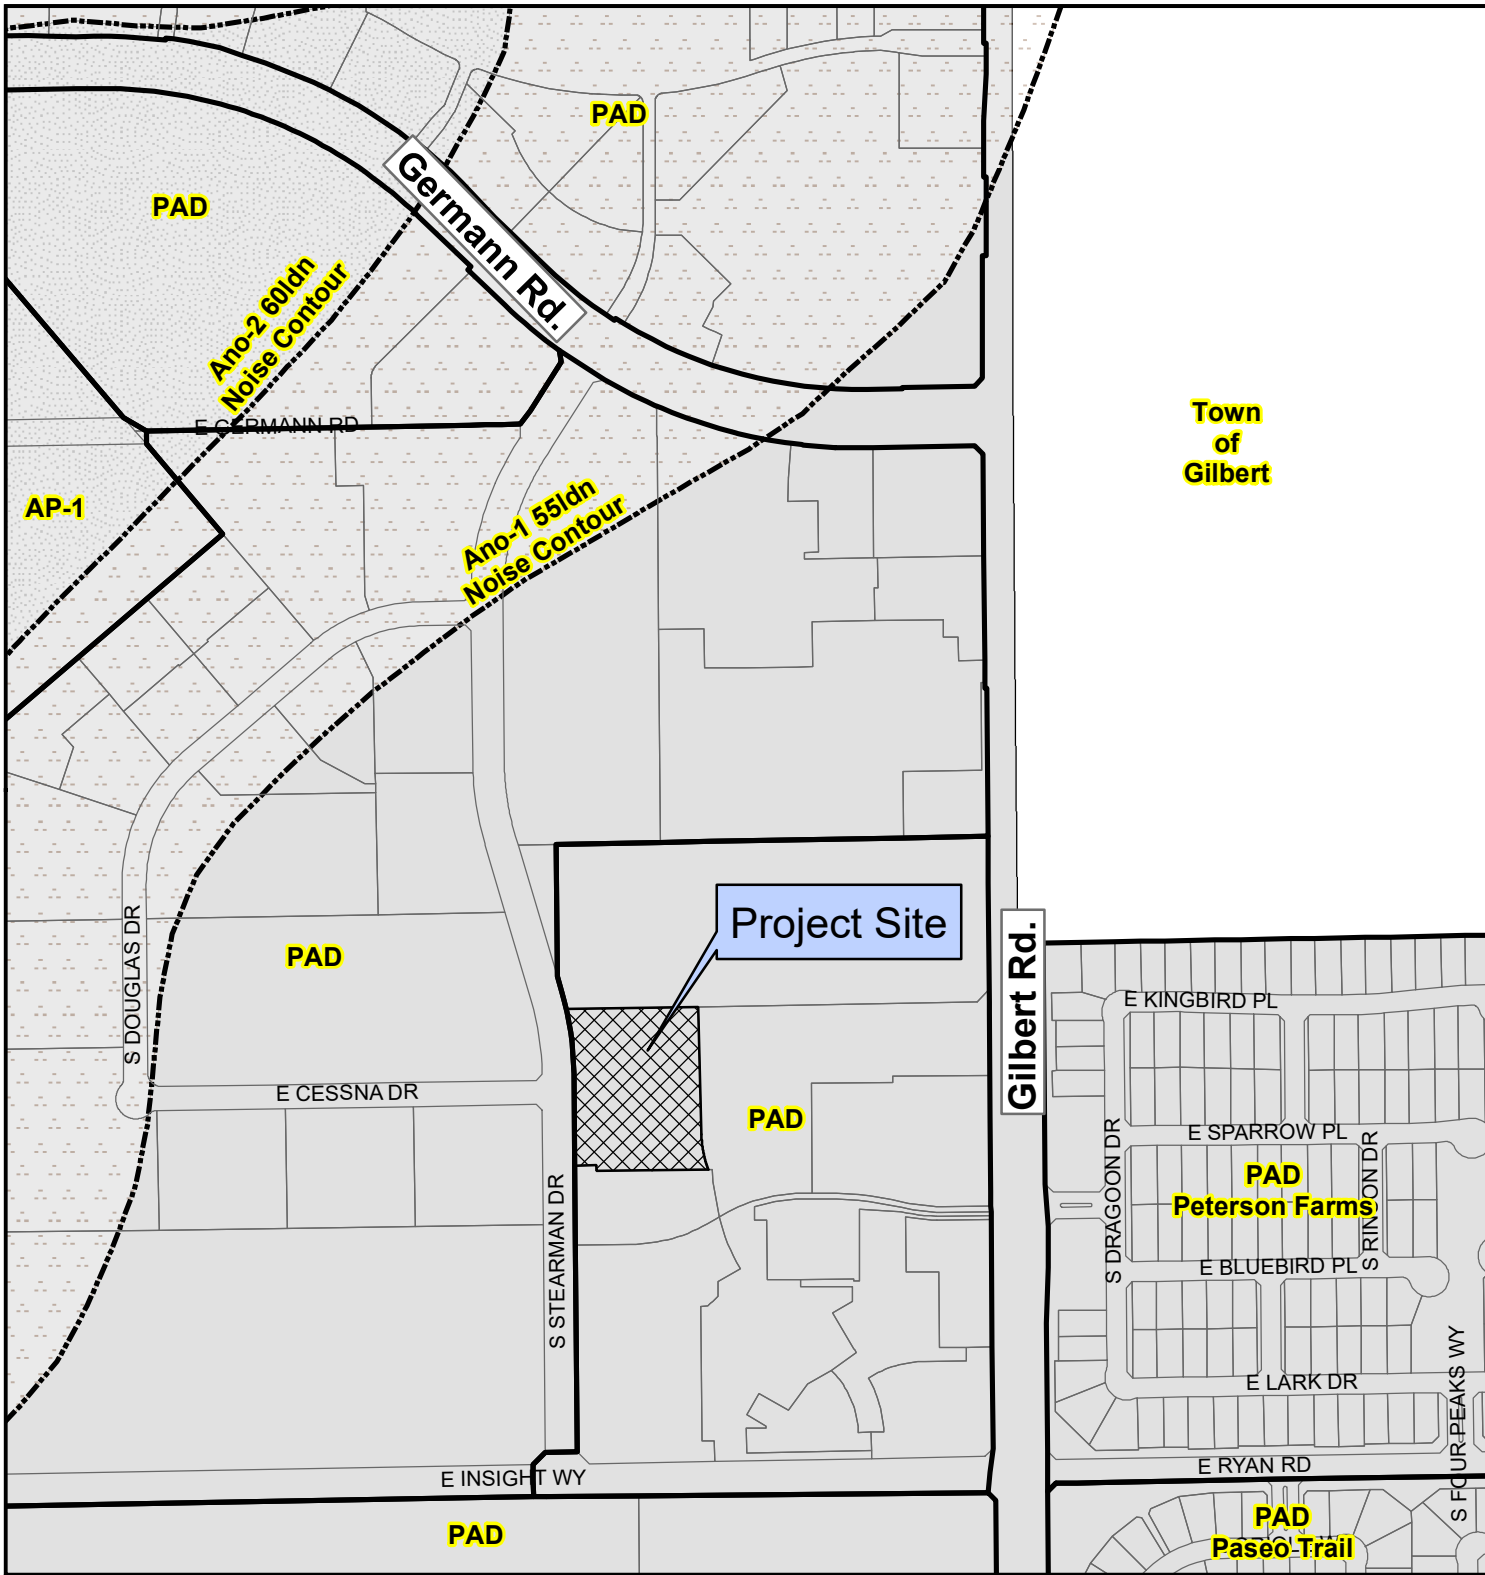 PAD
PAD
Germann Rd.
Ano-2 60ldn
Noise Contour
E GERMANN RD
Town
of
Gilbert
AP-1
Ano-1 55ldn
Noise Contour
Project Site
S DOUGLAS DR
PAD
Gilbert Rd.
E KINGBIRD PL
E CESSNA DR
PAD
E SPARROW PL
S DRAGOON DR
S RINCON DR
PAD
Peterson Farms
S STEARMAN DR
E BLUEBIRD PL
E LARK DR
S FOUR PEAKS WY
E INSIGHT WY
E RYAN RD
PAD
PAD
Paseo Trail